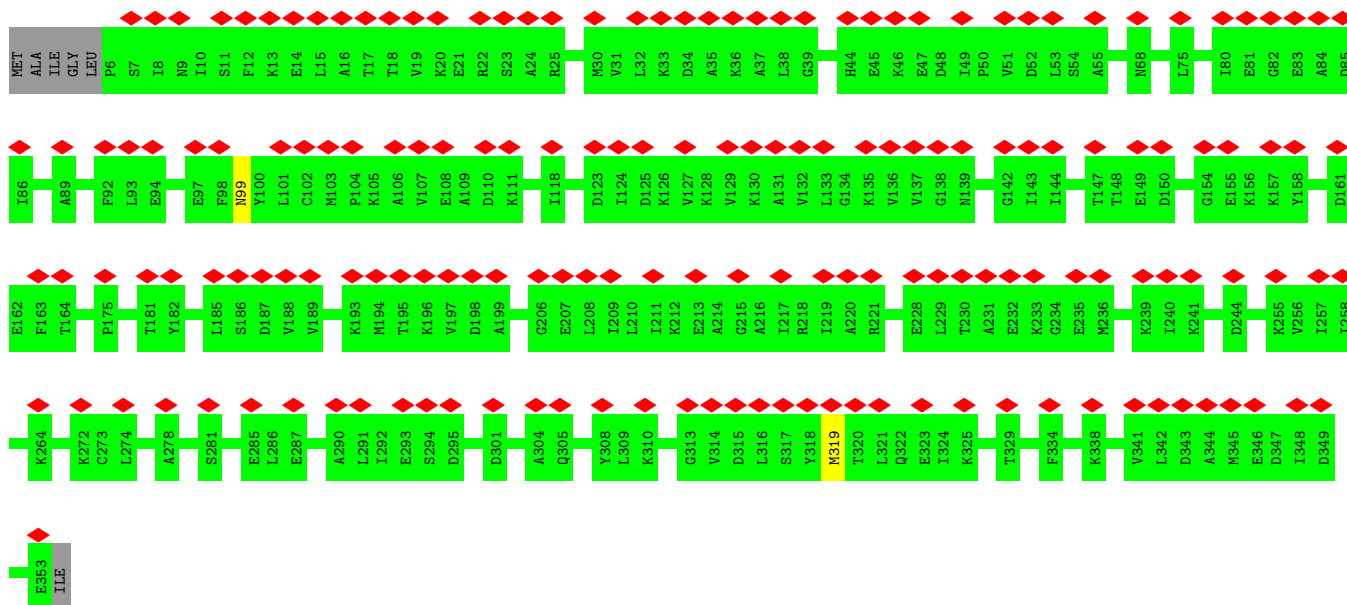 MET ALA ILE GLY LEU P6 S7 I8 N9 I10 S11 F12 K13 E14 L15 A16 T17 T18 V19 K20 E21 R22 S23 A24 R25 M30 V31 L32 K33 D34 A35 K36 A37 L38 G39 H44 E45 K46 E47 D48 I49 P50 V51 D52 L53 S54 A55 N68 L75 I80 E81 G82 E83 A84 D85
I86 A89 F92 L93 E94 E97 F98 N99 Y100 L101 C102 M103 P104 K105 A106 V107 E108 A109 D110 K111 I118 D123 I124 D125 K126 V127 K128 V129 K130 A131 V132 L133 G134 K135 V136 V137 G138 N139 G142 I143 I144 T147 T148 E149 D150 G154 E155 K156 K157 Y158 D161
E162 F163 T164 P175 T181 Y182 L185 S186 D187 V188 V189 K193 M194 T195 K196 V197 D198 A199 G206 E207 L208 I209 L210 I211 K212 E213 A214 G215 A216 I217 R218 I219 A220 R221 E228 L229 T230 A231 E232 K233 G234 E235 M236 K239 I240 K241 D244 K255 V256 I257 I258
K264 K272 C273 L274 A278 S281 E285 L286 E287 A290 L291 I292 E293 S294 D295 D301 A304 Q305 Y308 L309 K310 G313 V314 D315 L316 S317 Y318 M319 T320 L321 Q322 E323 I324 K325 T329 F334 K338 V341 L342 D343 A344 M345 E346 D347 I348 D349
E353 ILE